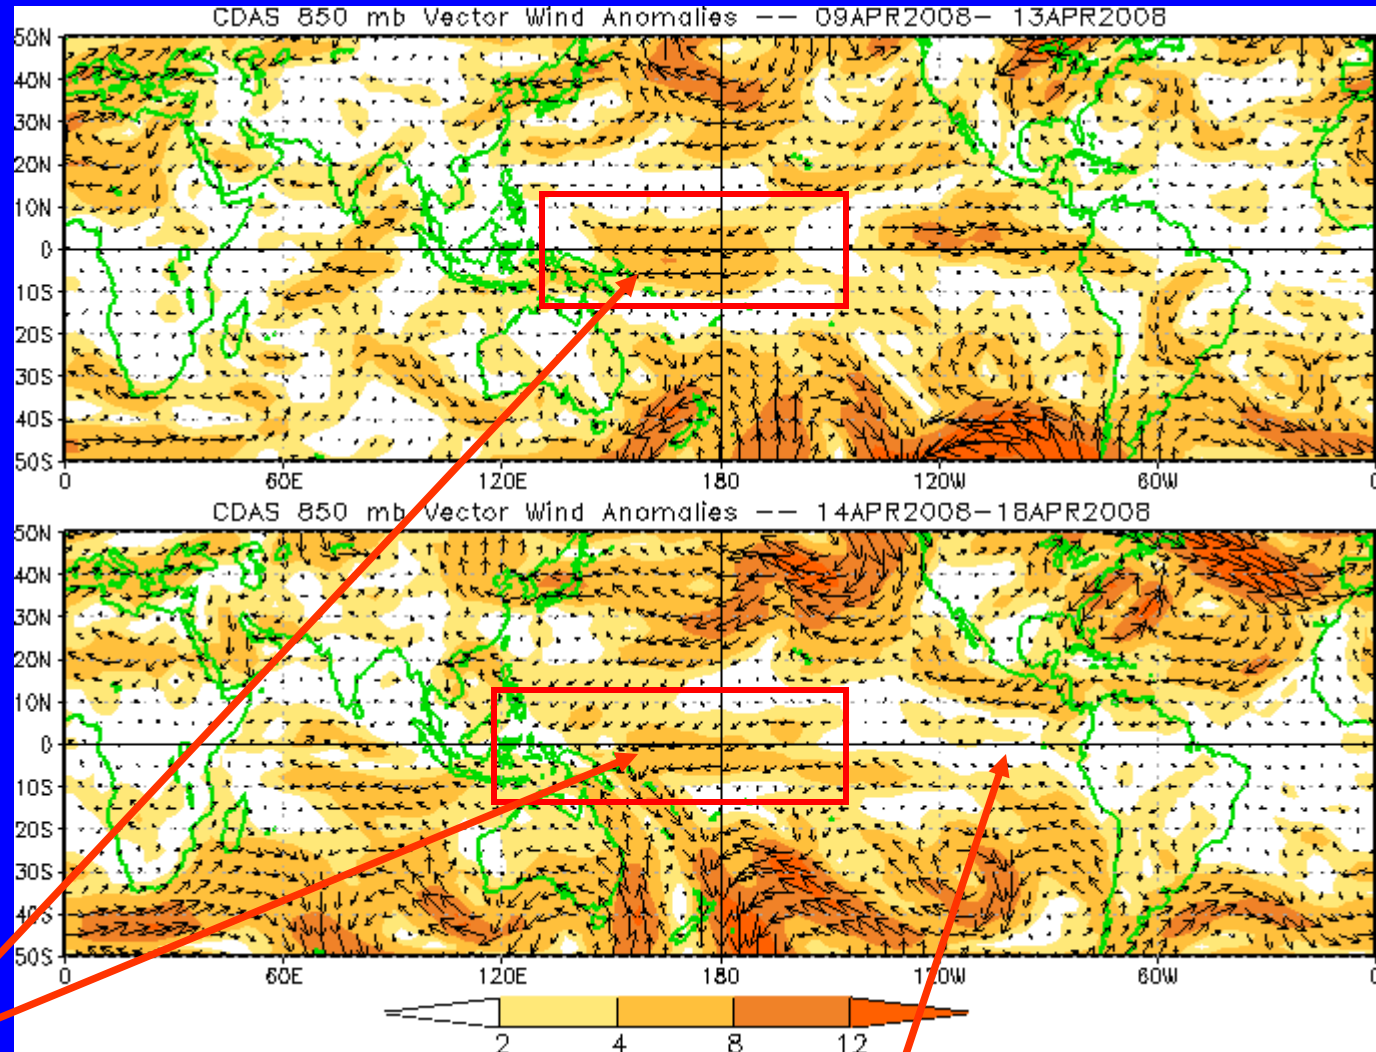 CDAS 850 mb Vector Wind Anomalies -- 09APR2008- 13APR2008
50N
40N
30N
20N
10N
0
10S
20S
30S
40S
50S
0 60E 120E 180 120W 60W 0
CDAS 850 mb Vector Wind Anomalies -- 14APR2008-18APR2008
50N
40N
30N
20N
10N
0
10S
20S
30S
40S
50S
0 60E 120E 180 120W 60W 0
2 4 8 12